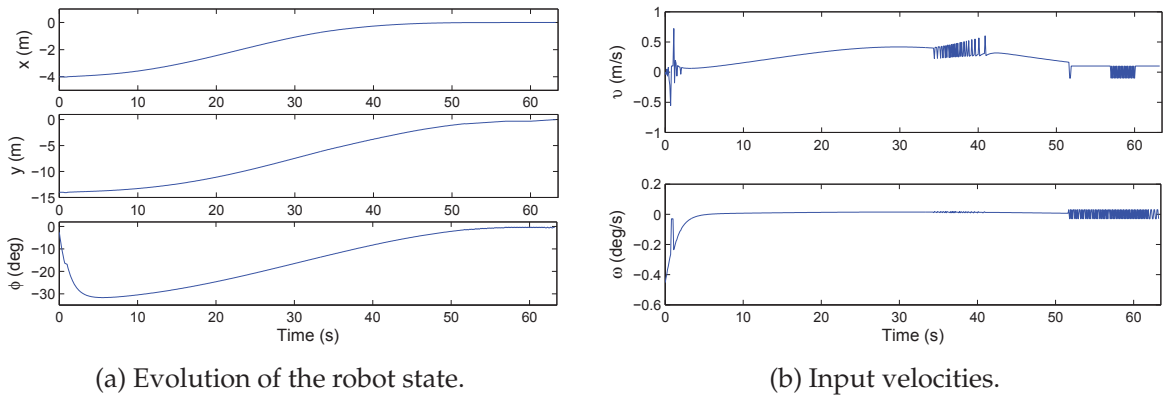 x (m)
0
−2
−4
0 10 20 30 40 50 60
y (m)
0
−5
−10
−15
0 10 20 30 40 50 60
ϕ (deg)
0
−10
−20
−30
0 10 20 30 40 50 60
Time (s)
(a) Evolution of the robot state.
υ (m/s)
1
0.5
0
−0.5
−1
0 10 20 30 40 50 60
ω (deg/s)
0.2
0
−0.2
−0.4
−0.6
0 10 20 30 40 50 60
Time (s)
(b) Input velocities.